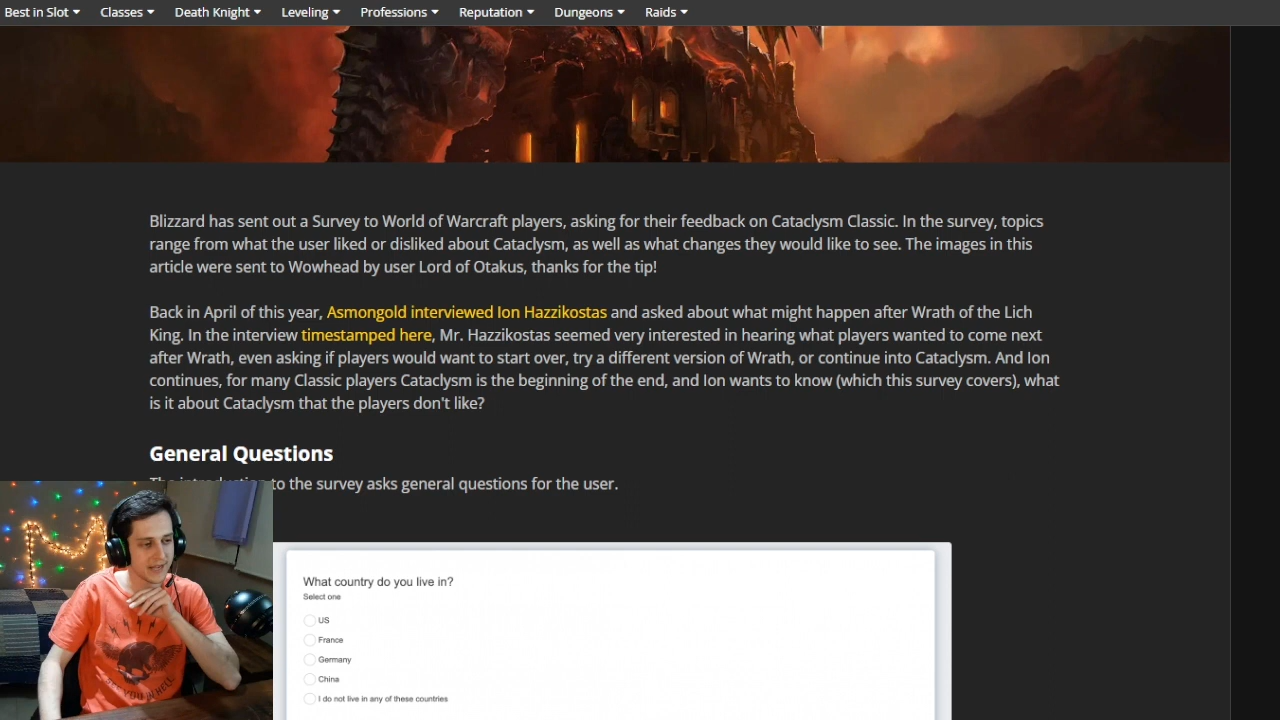 Best in Slot Classes Death Knight Leveling Professions Reputation Dungeons Raids
Blizzard has sent out a Survey to World of Warcraft players, asking for their feedback on Cataclysm Classic. In the survey, topics
range from what the user liked or disliked about Cataclysm, as well as what changes they would like to see. The images in this
article were sent to Wowhead by user Lord of Otakus, thanks for the tip!
Back in April of this year, Asmongold interviewed Ion Hazzikostas and asked about what might happen after Wrath of the Lich
King. In the interview timestamped here, Mr. Hazzikostas seemed very interested in hearing what players wanted to come next
after Wrath, even asking if players would want to start over, try a different version of Wrath, or continue into Cataclysm. And Ion
continues, for many Classic players Cataclysm is the beginning of the end, and Ion wants to know (which this survey covers), what
is it about Cataclysm that the players don't like?
General Questions
The introduction to the survey asks general questions for the user.
What country do you live in?
Select one
US
France
Germany
China
I do not live in any of these countries